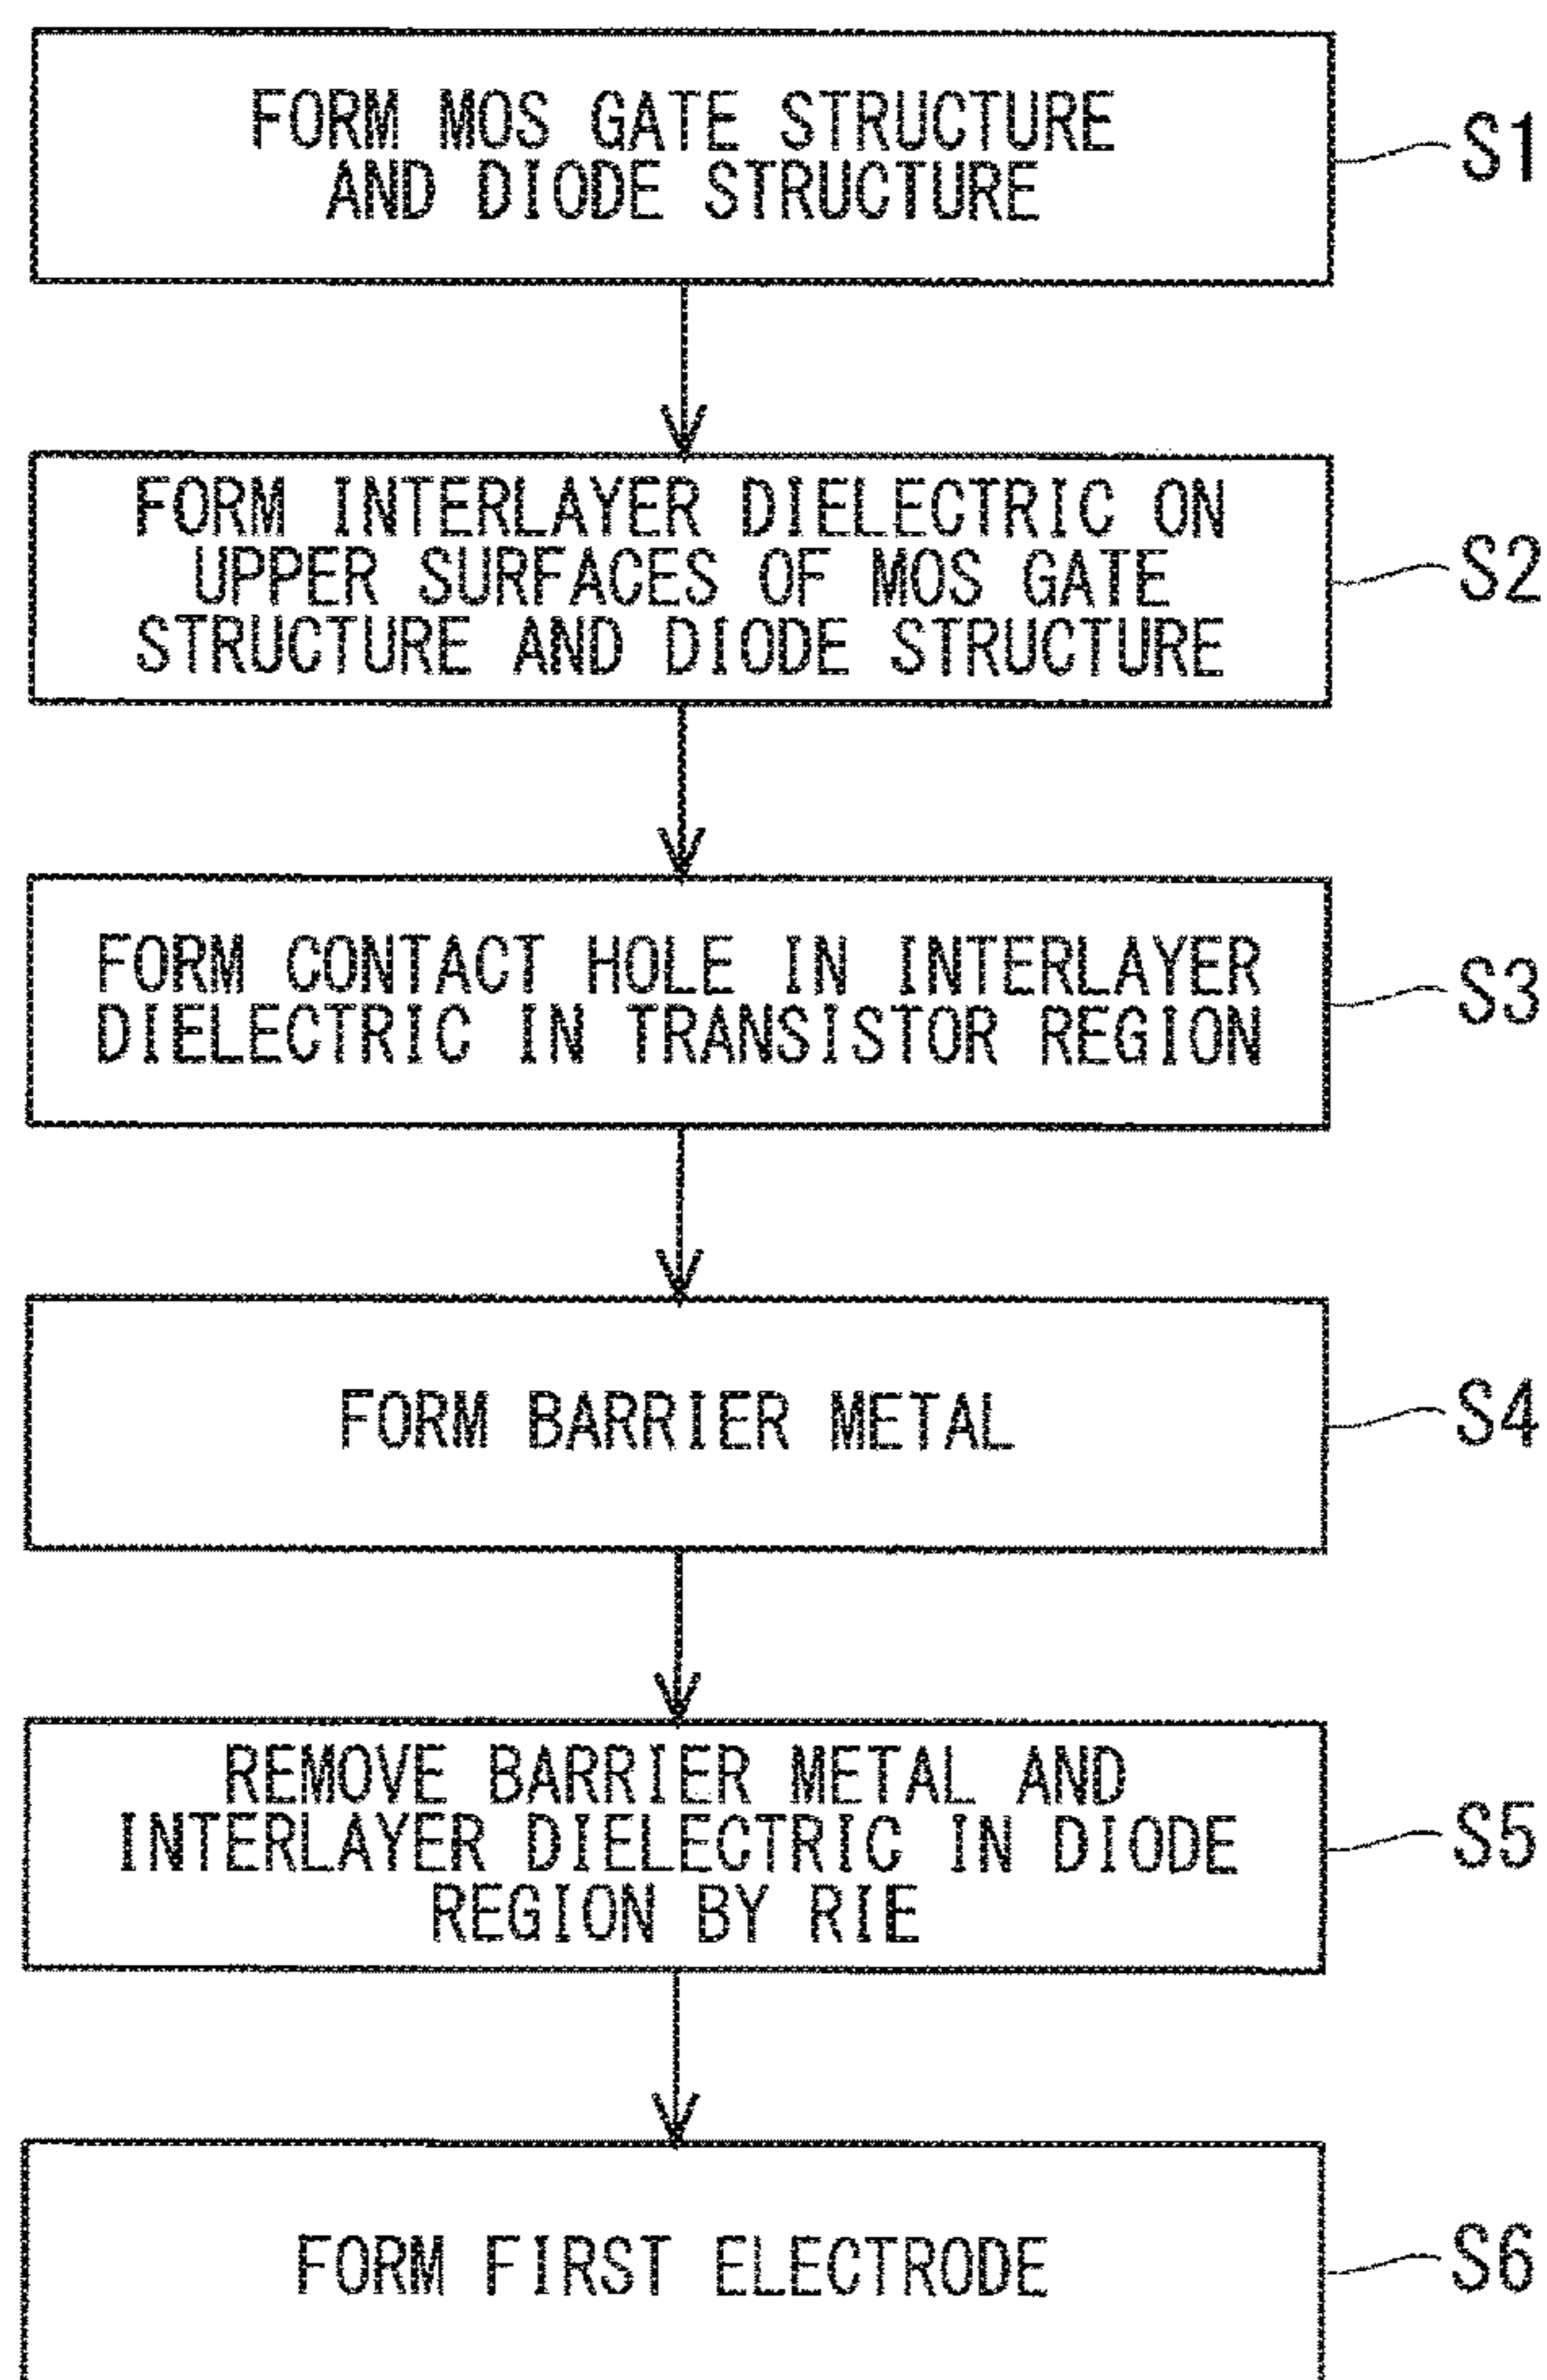 FORM MOS GATE STRUCTURE
AND DIODE STRUCTURE
S1
FORM INTERLAYER DIELECTRIC ON
UPPER SURFACES OF MOS GATE
STRUCTURE AND DIODE STRUCTURE
S2
FORM CONTACT HOLE IN INTERLAYER
DIELECTRIC IN TRANSISTOR REGION
S3
FORM BARRIER METAL
S4
REMOVE BARRIER METAL AND
INTERLAYER DIELECTRIC IN DIODE
REGION BY RIE
S5
FORM FIRST ELECTRODE
S6